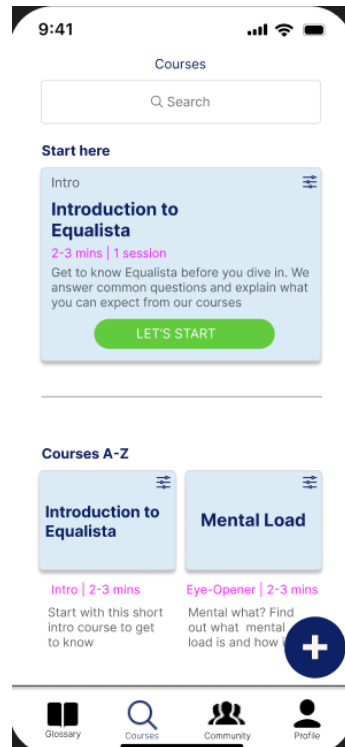 9:41
Courses
Search
Start here
Intro
Introduction to
Equalista
2-3 mins | 1 session
Get to know Equalista before you dive in. We
answer common questions and explain what
you can expect from our courses
LET'S START
Courses A-Z
Introduction to
Equalista
Mental Load
Intro | 2-3 mins
Eye-Opener | 2-3 mins
Start with this short
intro course to get
to know
Mental what? Find
out what mental
load is and how
Glossary
Courses
Community
Profile